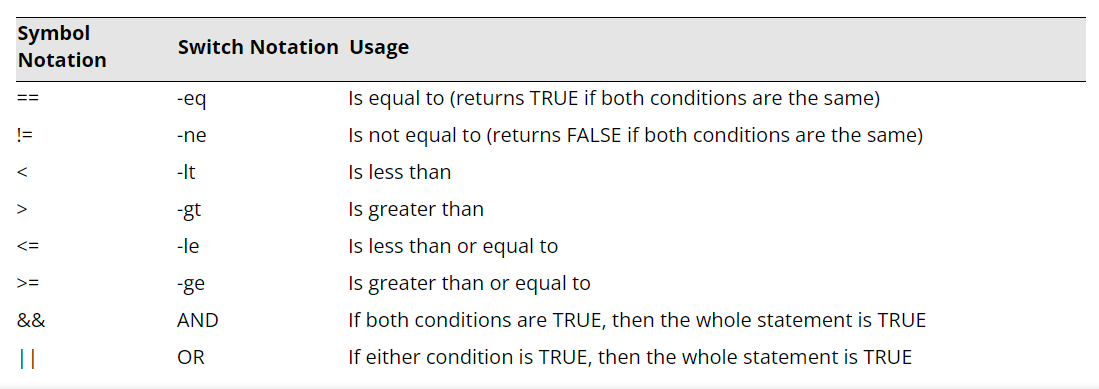 Symbol Notation Switch Notation Usage
== -eq Is equal to (returns TRUE if both conditions are the same)
!= -ne Is not equal to (returns FALSE if both conditions are the same)
< -lt Is less than
> -gt Is greater than
<= -le Is less than or equal to
>= -ge Is greater than or equal to
&& AND If both conditions are TRUE, then the whole statement is TRUE
|| OR If either condition is TRUE, then the whole statement is TRUE